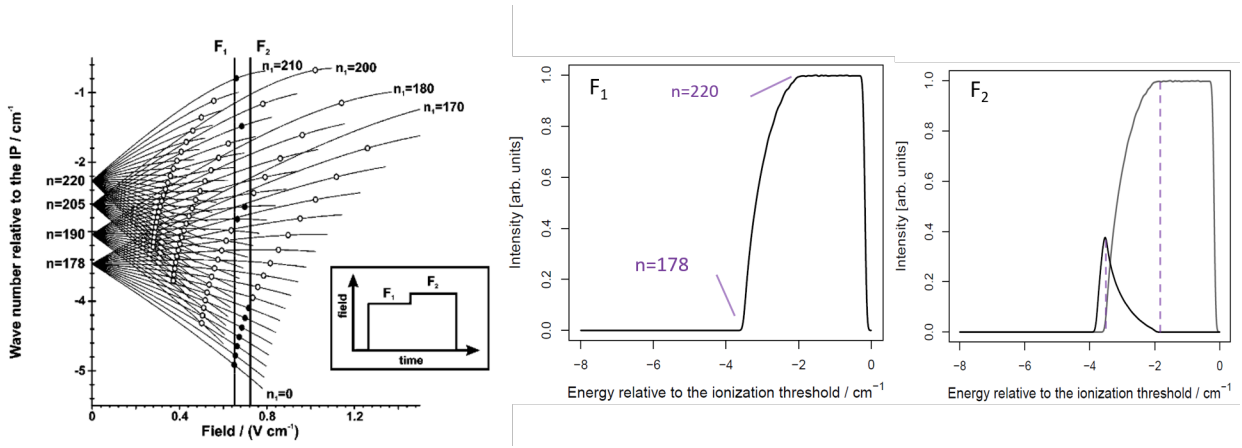 F₁ F₂
n₁=210
n₁=200
n₁=180
n₁=170
Wave number relative to the IP / cm⁻¹
-1
-2
n=220
n=205
n=190
n=178
-4
-5
n₁=0
0 0.4 0.8 1.2
Field / (V cm⁻¹)
field
F₁
F₂
time
F₁
n=220
n=178
Intensity [arb. units]
1.0
0.8
0.6
0.4
0.2
0.0
−8 −6 −4 −2 0
Energy relative to the ionization threshold / cm⁻¹
F₂
Intensity [arb. units]
1.0
0.8
0.6
0.4
0.2
0.0
−8 −6 −4 −2 0
Energy relative to the ionization threshold / cm⁻¹